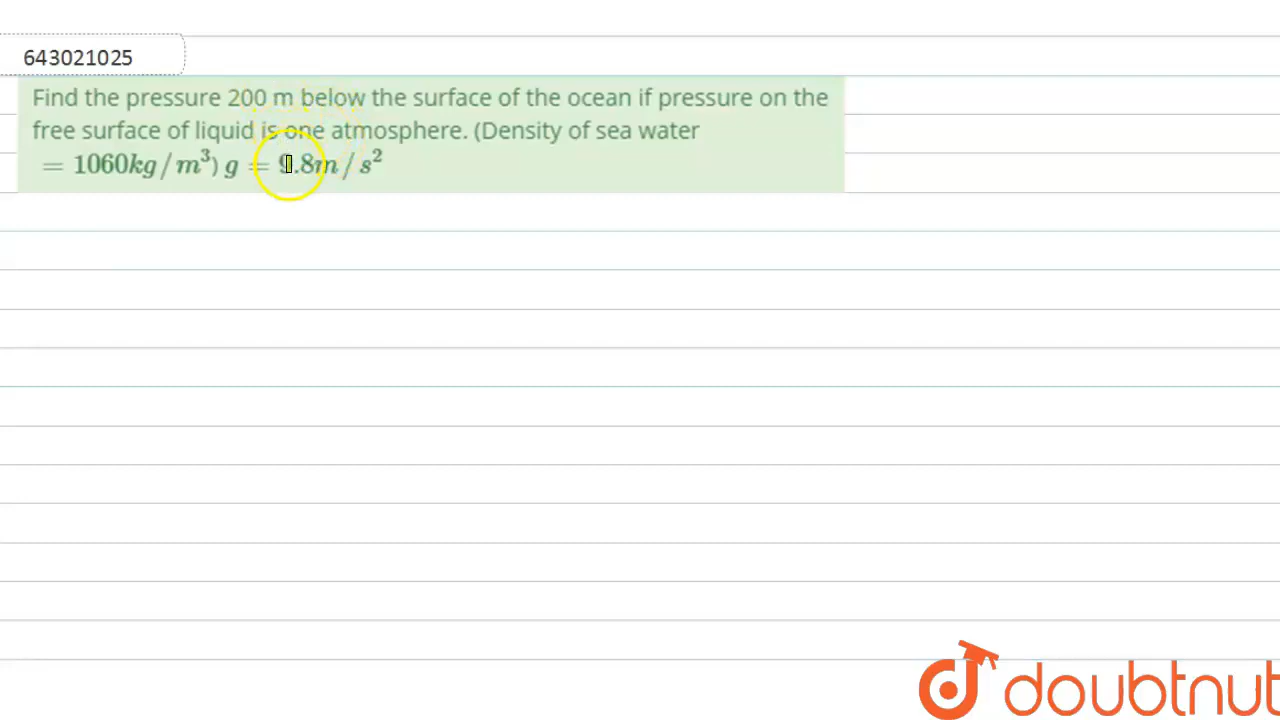 643021025
Find the pressure 200 m below the surface of the ocean if pressure on the
free surface of liquid is one atmosphere. (Density of sea water
= 1060kg/m³) g = 9.8m/s²
doubtnut